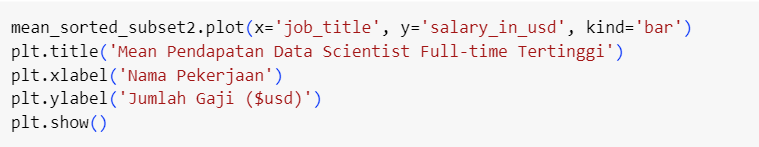 mean_sorted_subset2.plot(x='job_title', y='salary_in_usd', kind='bar')
plt.title('Mean Pendapatan Data Scientist Full-time Tertinggi')
plt.xlabel('Nama Pekerjaan')
plt.ylabel('Jumlah Gaji ($usd)')
plt.show()